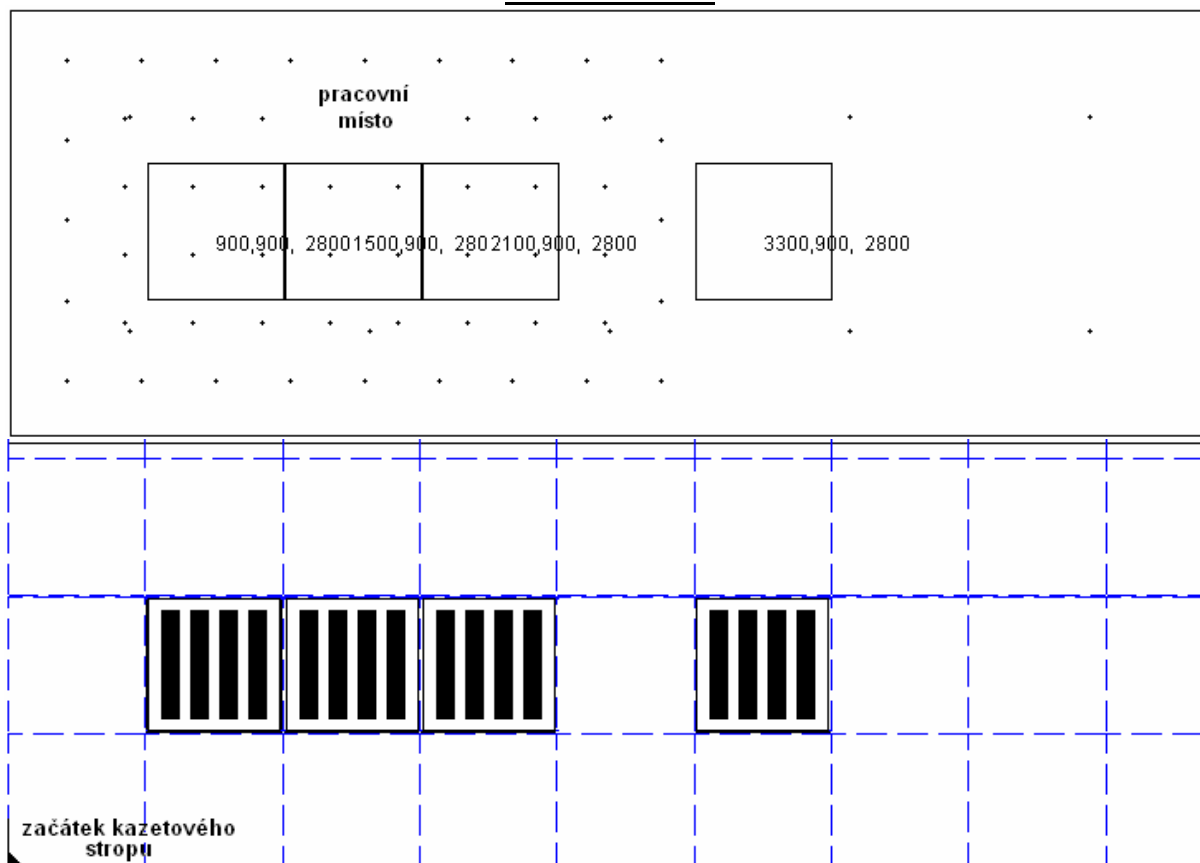 pracovní
místo
900,900, 2800 1500,900, 280 2100,900, 2800 3300,900, 2800
začátek kazetového
stropu